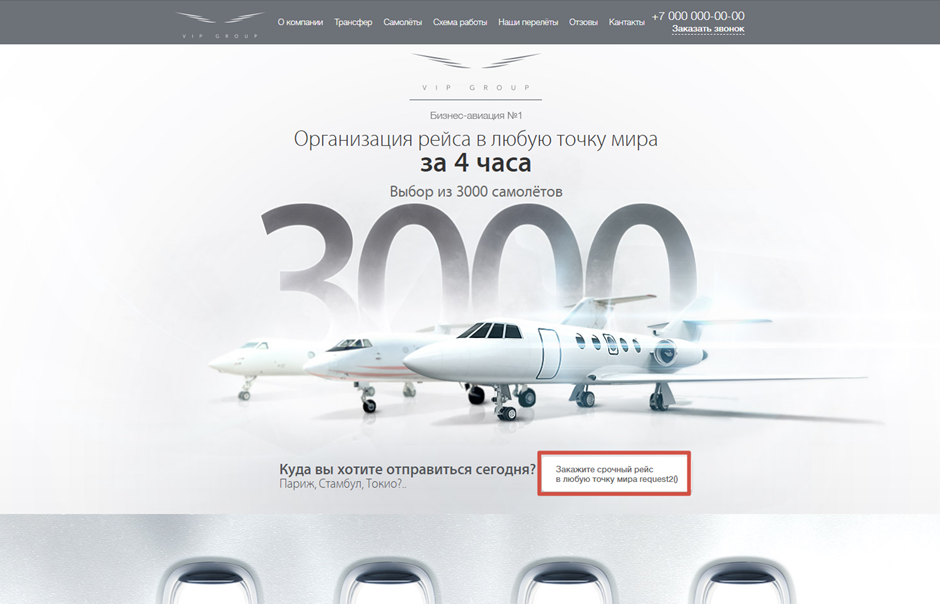 VIP GROUP
О компании Трансфер Самолёты Схема работы Наши перелёты Отзывы Кантакты
+7 000 000-00-00
Заказать звонок
VIP GROUP
Бизнес-авиация №1
Организация рейса в любую точку мира
за 4 часа
Выбор из 3000 самолётов
3000
Куда вы хотите отправиться сегодня?
Париж, Стамбул, Токио?..
Закажите срочный рейс
в любую точку мира request2()